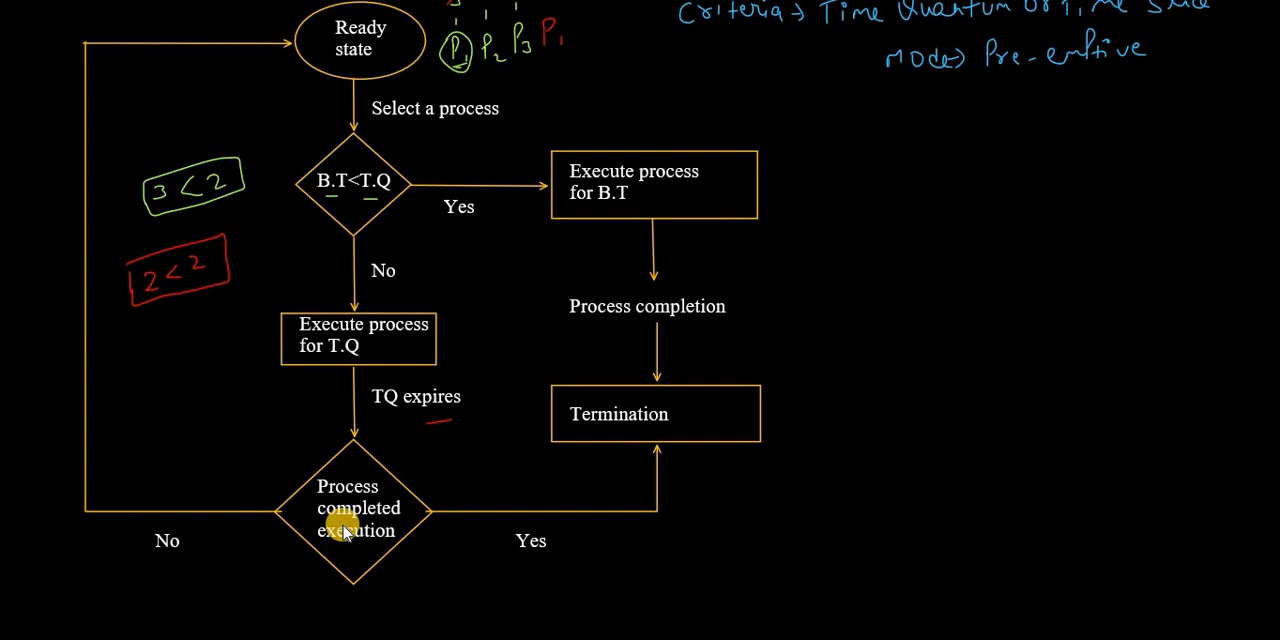 Criteria → Time Quantum or Time Slice
Mode → Pre-emptive
Ready
state
P1 P2 P3 P1
Select a process
3 < 2
B.T<T.Q
Yes
Execute process
for B.T
2 < 2
No
Process completion
Execute process
for T.Q
TQ expires
Termination
Process
completed
execution
No
Yes